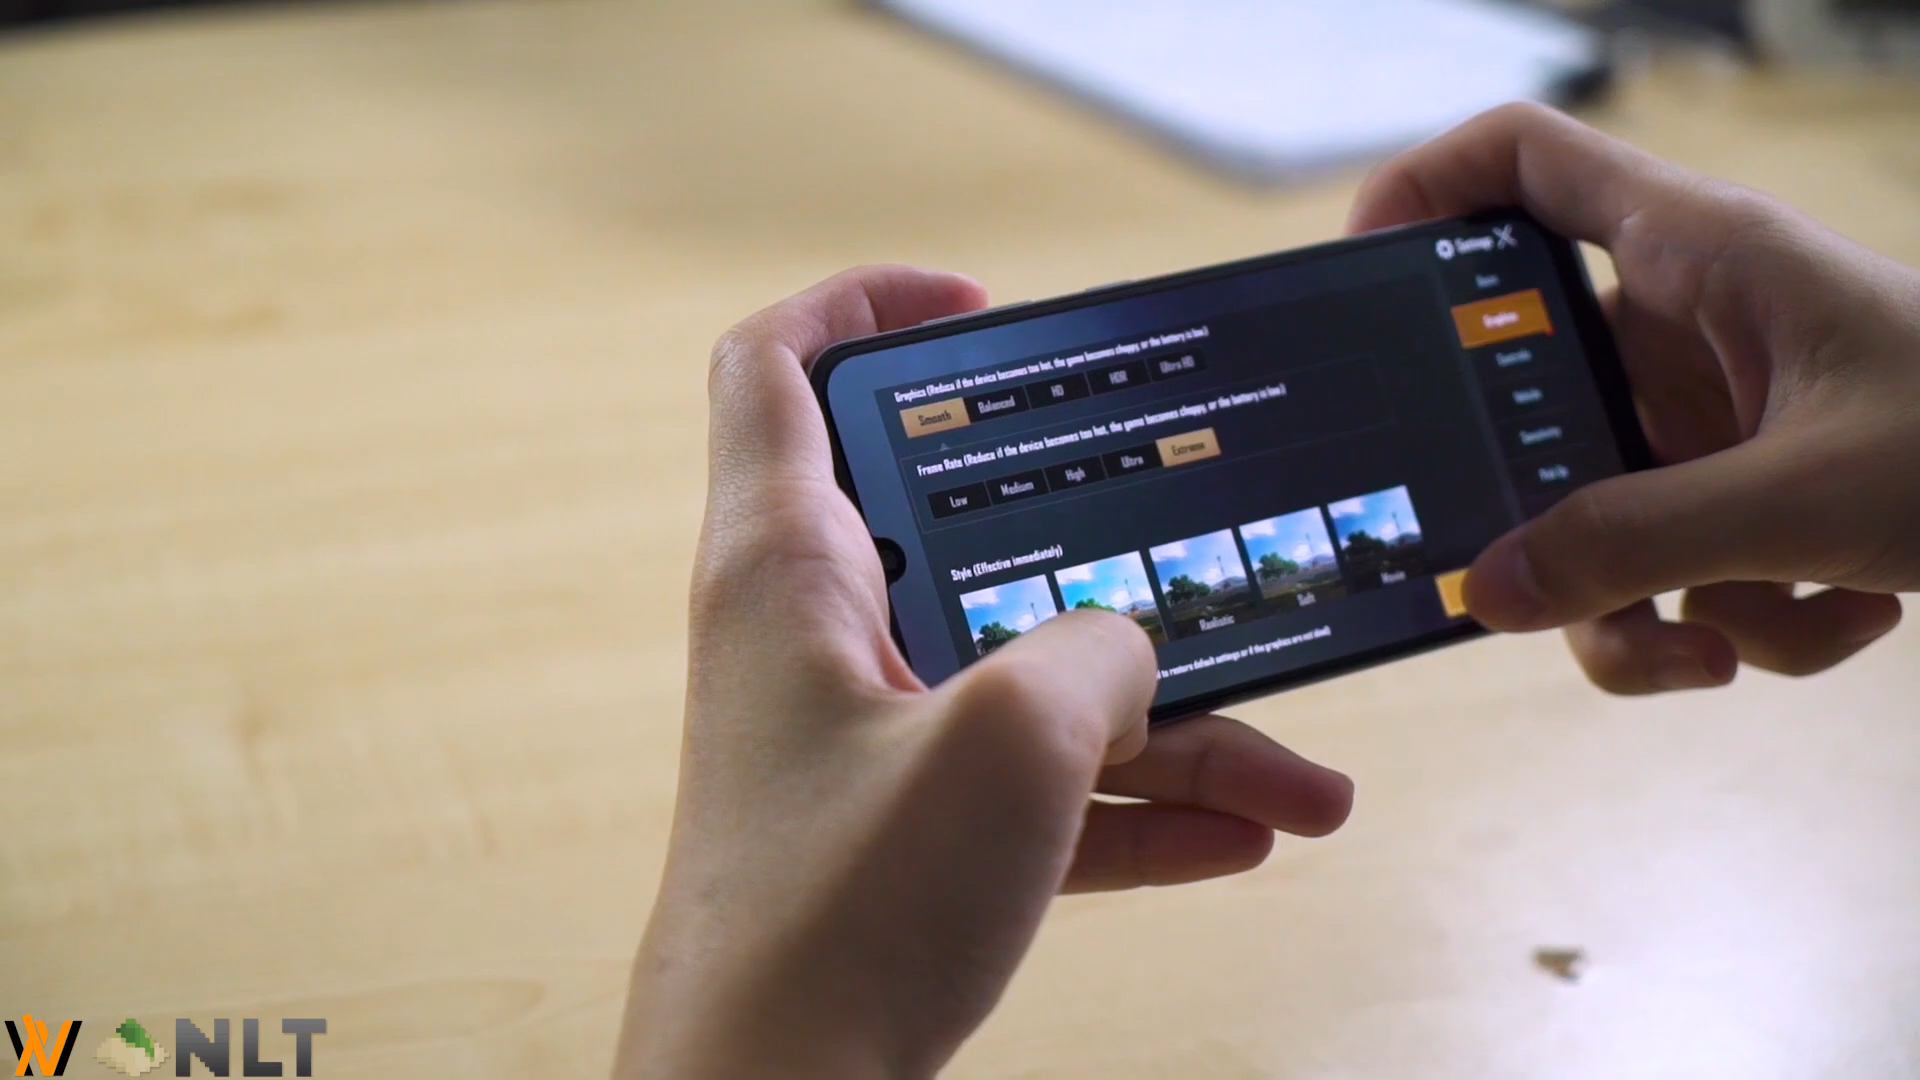 Settings
Graphics (Reduce if the device becomes too hot, the game becomes choppy, or the battery is low.)
Smooth Balanced HD HDR Ultra HD
Frame Rate (Reduce if the device becomes too hot, the game becomes choppy, or the battery is low.)
Low Medium High Ultra Extreme
Style (Effective immediately)
Realistic Soft Movie
to restore default settings or if the graphics are not ideal)
Basic
Graphics
Controls
Vehicle
Sensitivity
Pick Up
NLT